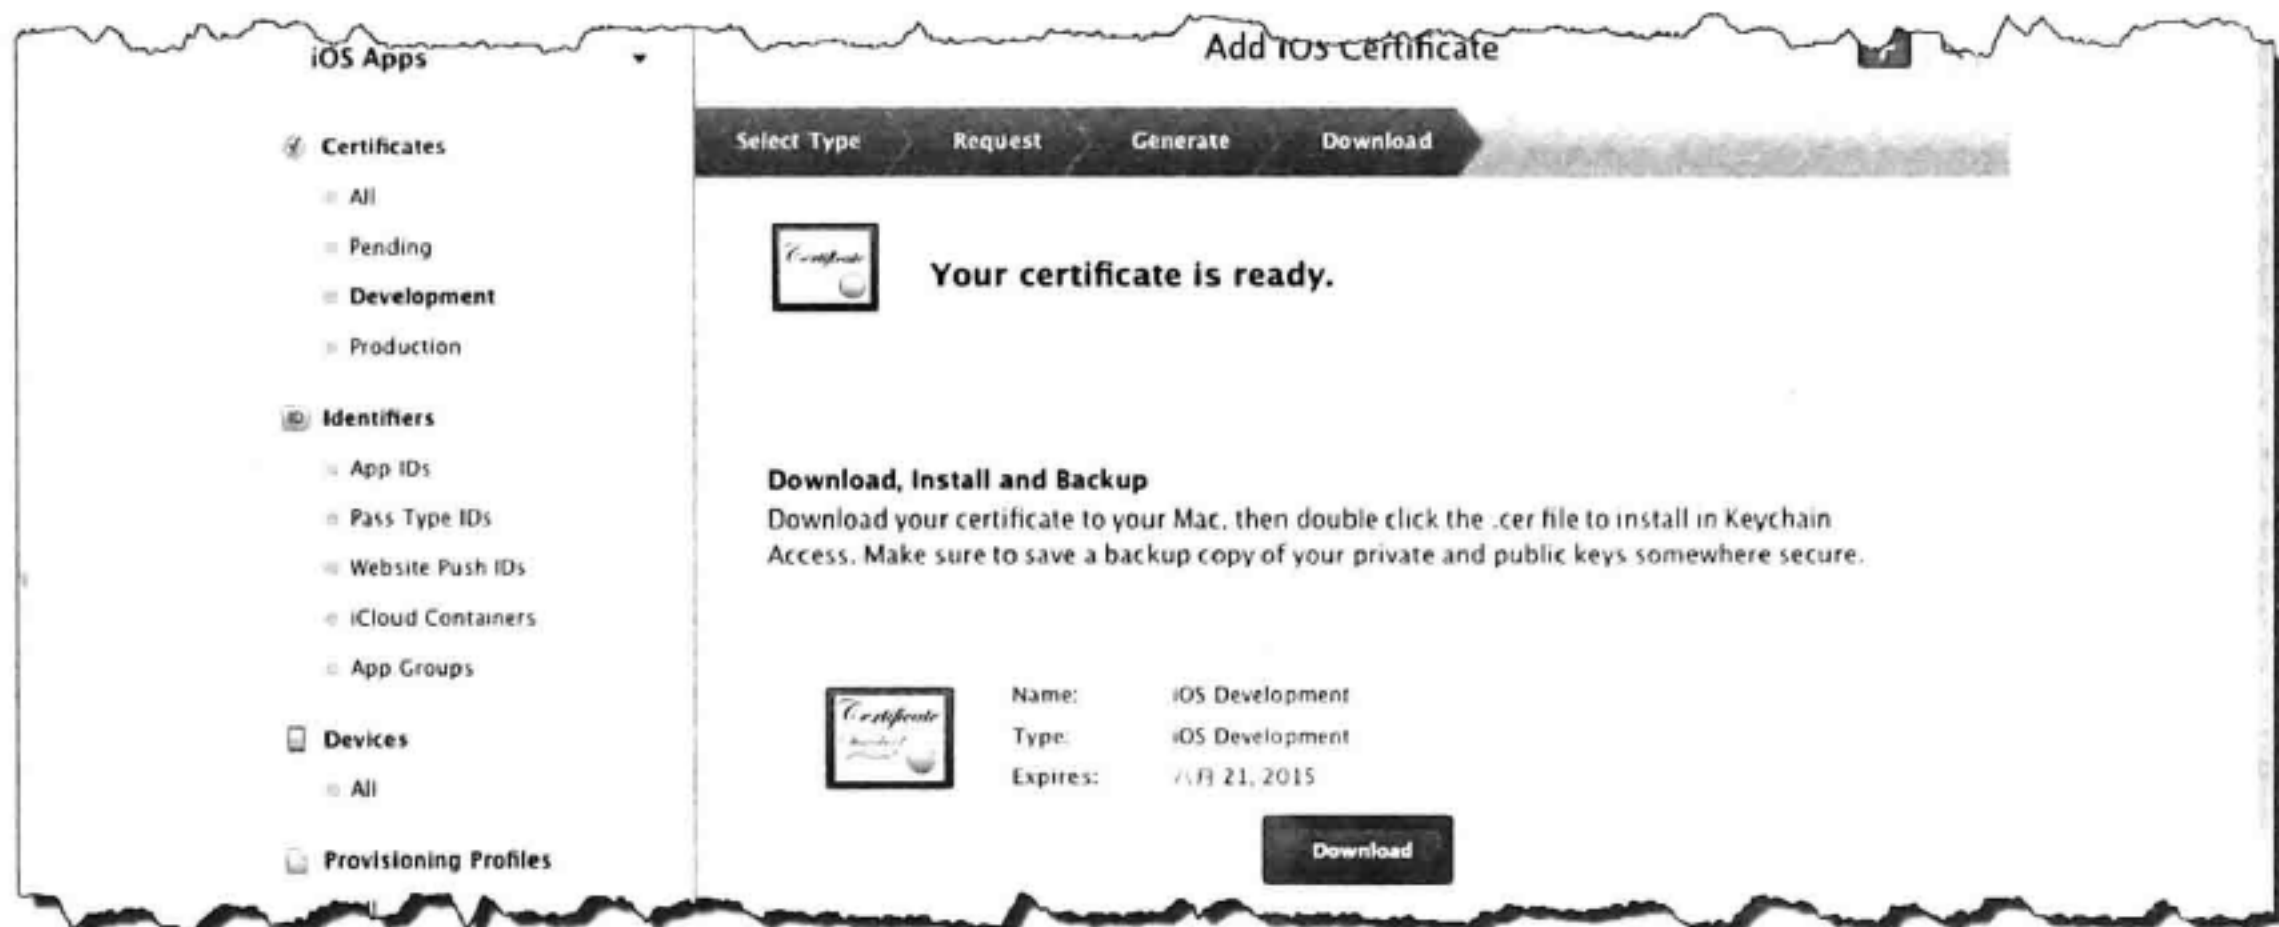 iOS Apps
Certificates
All
Pending
Development
Production
Identifiers
App IDs
Pass Type IDs
Website Push IDs
iCloud Containers
App Groups
Devices
All
Provisioning Profiles
Add iOS Certificate
Select Type
Request
Generate
Download
Certificate
Your certificate is ready.
Download, Install and Backup
Download your certificate to your Mac, then double click the .cer file to install in Keychain
Access. Make sure to save a backup copy of your private and public keys somewhere secure.
Certificate
Name: iOS Development
Type: iOS Development
Expires: 八月 21, 2015
Download